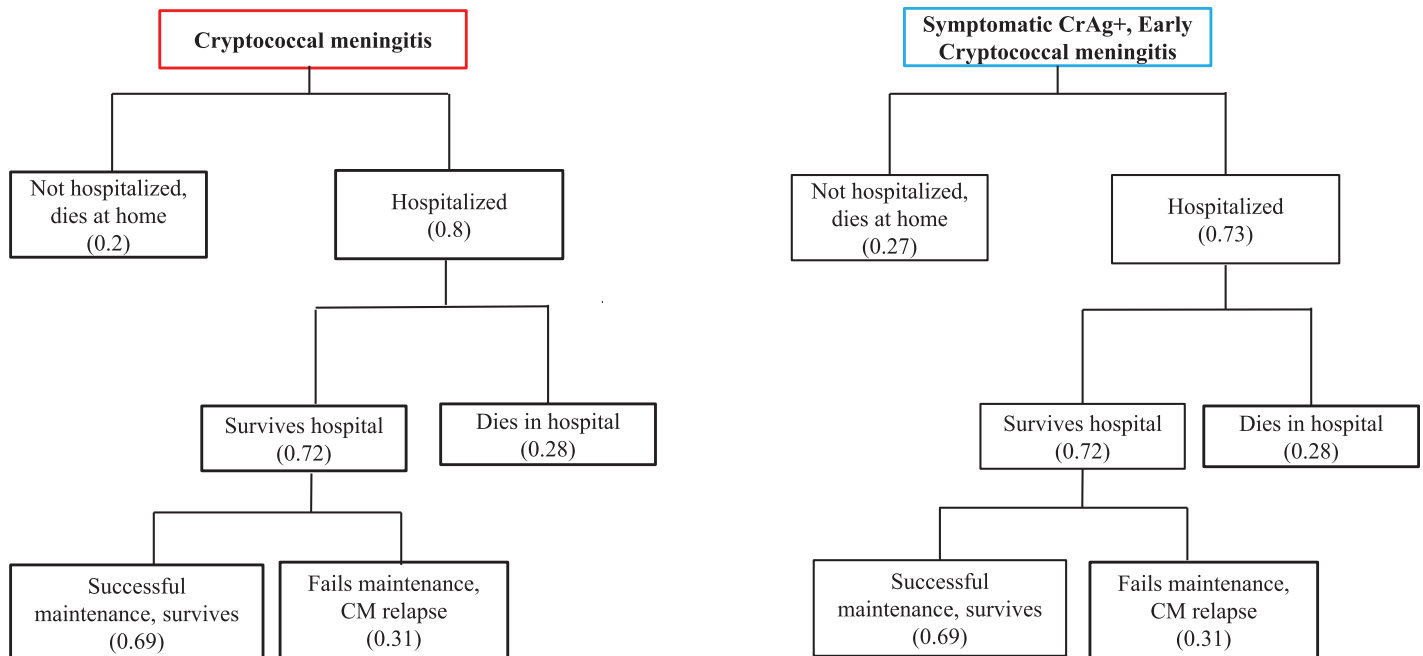 Cryptococcal meningitis
Not hospitalized,
dies at home
(0.2)
Hospitalized
(0.8)
Survives hospital
(0.72)
Dies in hospital
(0.28)
Successful
maintenance, survives
(0.69)
Fails maintenance,
CM relapse
(0.31)
Symptomatic CrAg+, Early
Cryptococcal meningitis
Not hospitalized,
dies at home
(0.27)
Hospitalized
(0.73)
Survives hospital
(0.72)
Dies in hospital
(0.28)
Successful
maintenance, survives
(0.69)
Fails maintenance,
CM relapse
(0.31)